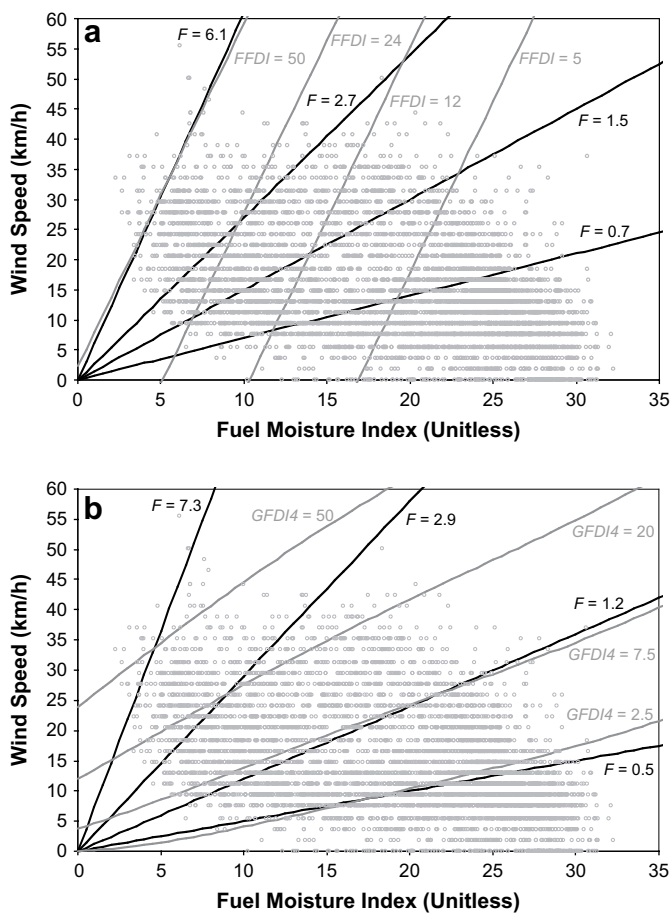 a
60
55
50
45
40
35
30
25
20
15
10
5
0
Wind Speed (km/h)
F = 6.1
FFDI = 50
FFDI = 24
F = 2.7
FFDI = 12
FFDI = 5
F = 1.5
F = 0.7
0 5 10 15 20 25 30 35
Fuel Moisture Index (Unitless)
b
60
55
50
45
40
35
30
25
20
15
10
5
0
Wind Speed (km/h)
F = 7.3
GFDI4 = 50
F = 2.9
GFDI4 = 20
F = 1.2
GFDI4 = 7.5
GFDI4 = 2.5
F = 0.5
0 5 10 15 20 25 30 35
Fuel Moisture Index (Unitless)